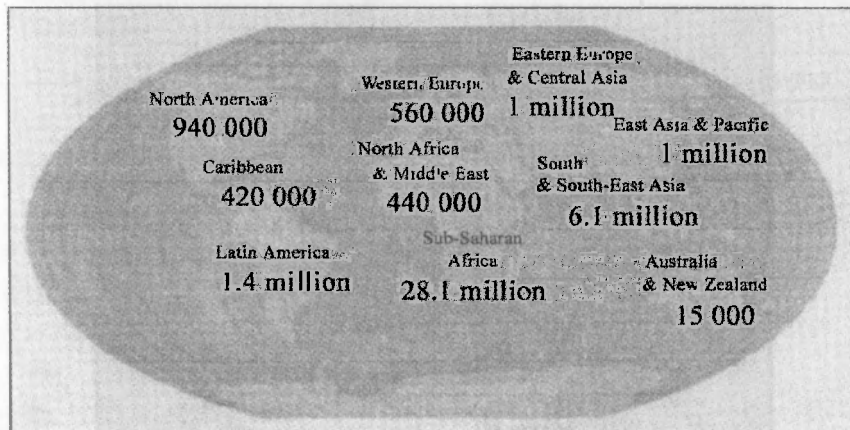 North America
940 000
Western Europe
560 000
Eastern Europe
& Central Asia
1 million
East Asia & Pacific
1 million
Caribbean
420 000
North Africa
& Middle East
440 000
South
& South-East Asia
6.1 million
Latin America
1.4 million
Sub-Saharan
Africa
28.1 million
Australia
& New Zealand
15 000